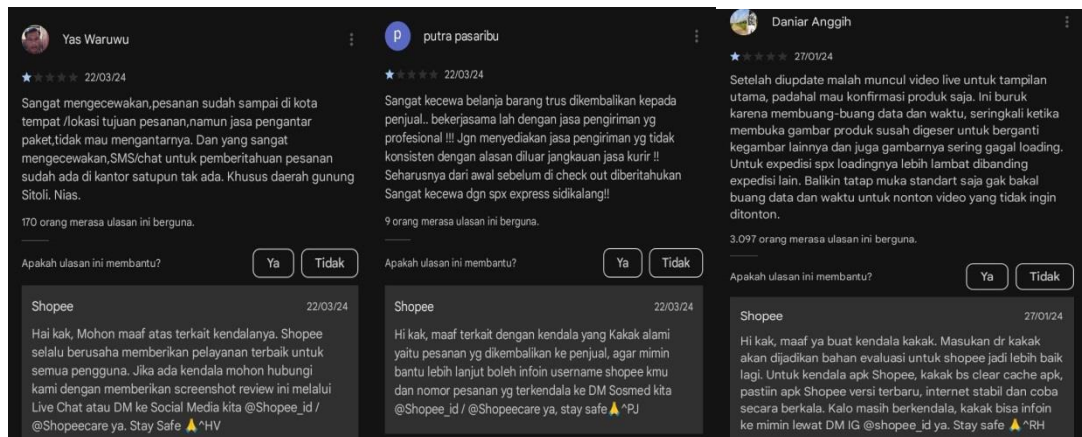 Yas Waruwu
22/03/24
Sangat mengecewakan,pesanan sudah sampai di kota
tempat /lokasi tujuan pesanan,namun jasa pengantar
paket,tidak mau mengantarnya. Dan yang sangat
mengecewakan,SMS/chat untuk pemberitahuan pesanan
sudah ada di kantor satupun tak ada. Khusus daerah gunung
Sitoli. Nias.
170 orang merasa ulasan ini berguna.
Apakah ulasan ini membantu?
Ya
Tidak
Shopee
22/03/24
Hai kak, Mohon maaf atas terkait kendalanya. Shopee
selalu berusaha memberikan pelayanan terbaik untuk
semua pengguna. Jika ada kendala mohon hubungi
kami dengan memberikan screenshot review ini melalui
Live Chat atau DM ke Social Media kita @Shopee_id /
@Shopeecare ya. Stay Safe 🙏 ^HV
p
putra pasaribu
22/03/24
Sangat kecewa belanja barang trus dikembalikan kepada
penjual.. bekerjasama lah dengan jasa pengiriman yg
profesional !!! Jgn menyediakan jasa pengiriman yg tidak
konsisten dengan alasan diluar jangkauan jasa kurir !!
Seharusnya dari awal sebelum di check out diberitahukan
Sangat kecewa dgn spx express sidikalang!!
9 orang merasa ulasan ini berguna.
Apakah ulasan ini membantu?
Ya
Tidak
Shopee
22/03/24
Hi kak, maaf terkait dengan kendala yang Kakak alami
yaitu pesanan yg dikembalikan ke penjual, agar mimin
bantu lebih lanjut boleh infoin username shopee kmu
dan nomor pesanan yg terkendala ke DM Sosmed kita
@Shopee_id / @Shopeecare ya, stay safe🙏 ^PJ
Daniar Anggih
27/01/24
Setelah diupdate malah muncul video live untuk tampilan
utama, padahal mau konfirmasi produk saja. Ini buruk
karena membuang-buang data dan waktu, seringkali ketika
membuka gambar produk susah digeser untuk berganti
kegambar lainnya dan juga gambarnya sering gagal loading.
Untuk expedisi spx loadingnya lebih lambat dibanding
expedisi lain. Balikin tatap muka standart saja gak bakal
buang data dan waktu untuk nonton video yang tidak ingin
ditonton.
3.097 orang merasa ulasan ini berguna.
Apakah ulasan ini membantu?
Ya
Tidak
Shopee
27/01/24
Hi kak, maaf ya buat kendala kakak. Masukan dr kakak
akan dijadikan bahan evaluasi untuk shopee jadi lebih baik
lagi. Untuk kendala apk Shopee, kakak bs clear cache apk,
pastiin apk Shopee versi terbaru, internet stabil dan coba
secara berkala. Kalo masih berkendala, kakak bisa infoin
ke mimin lewat DM IG @shopee_id ya. Stay safe 🙏 ^RH